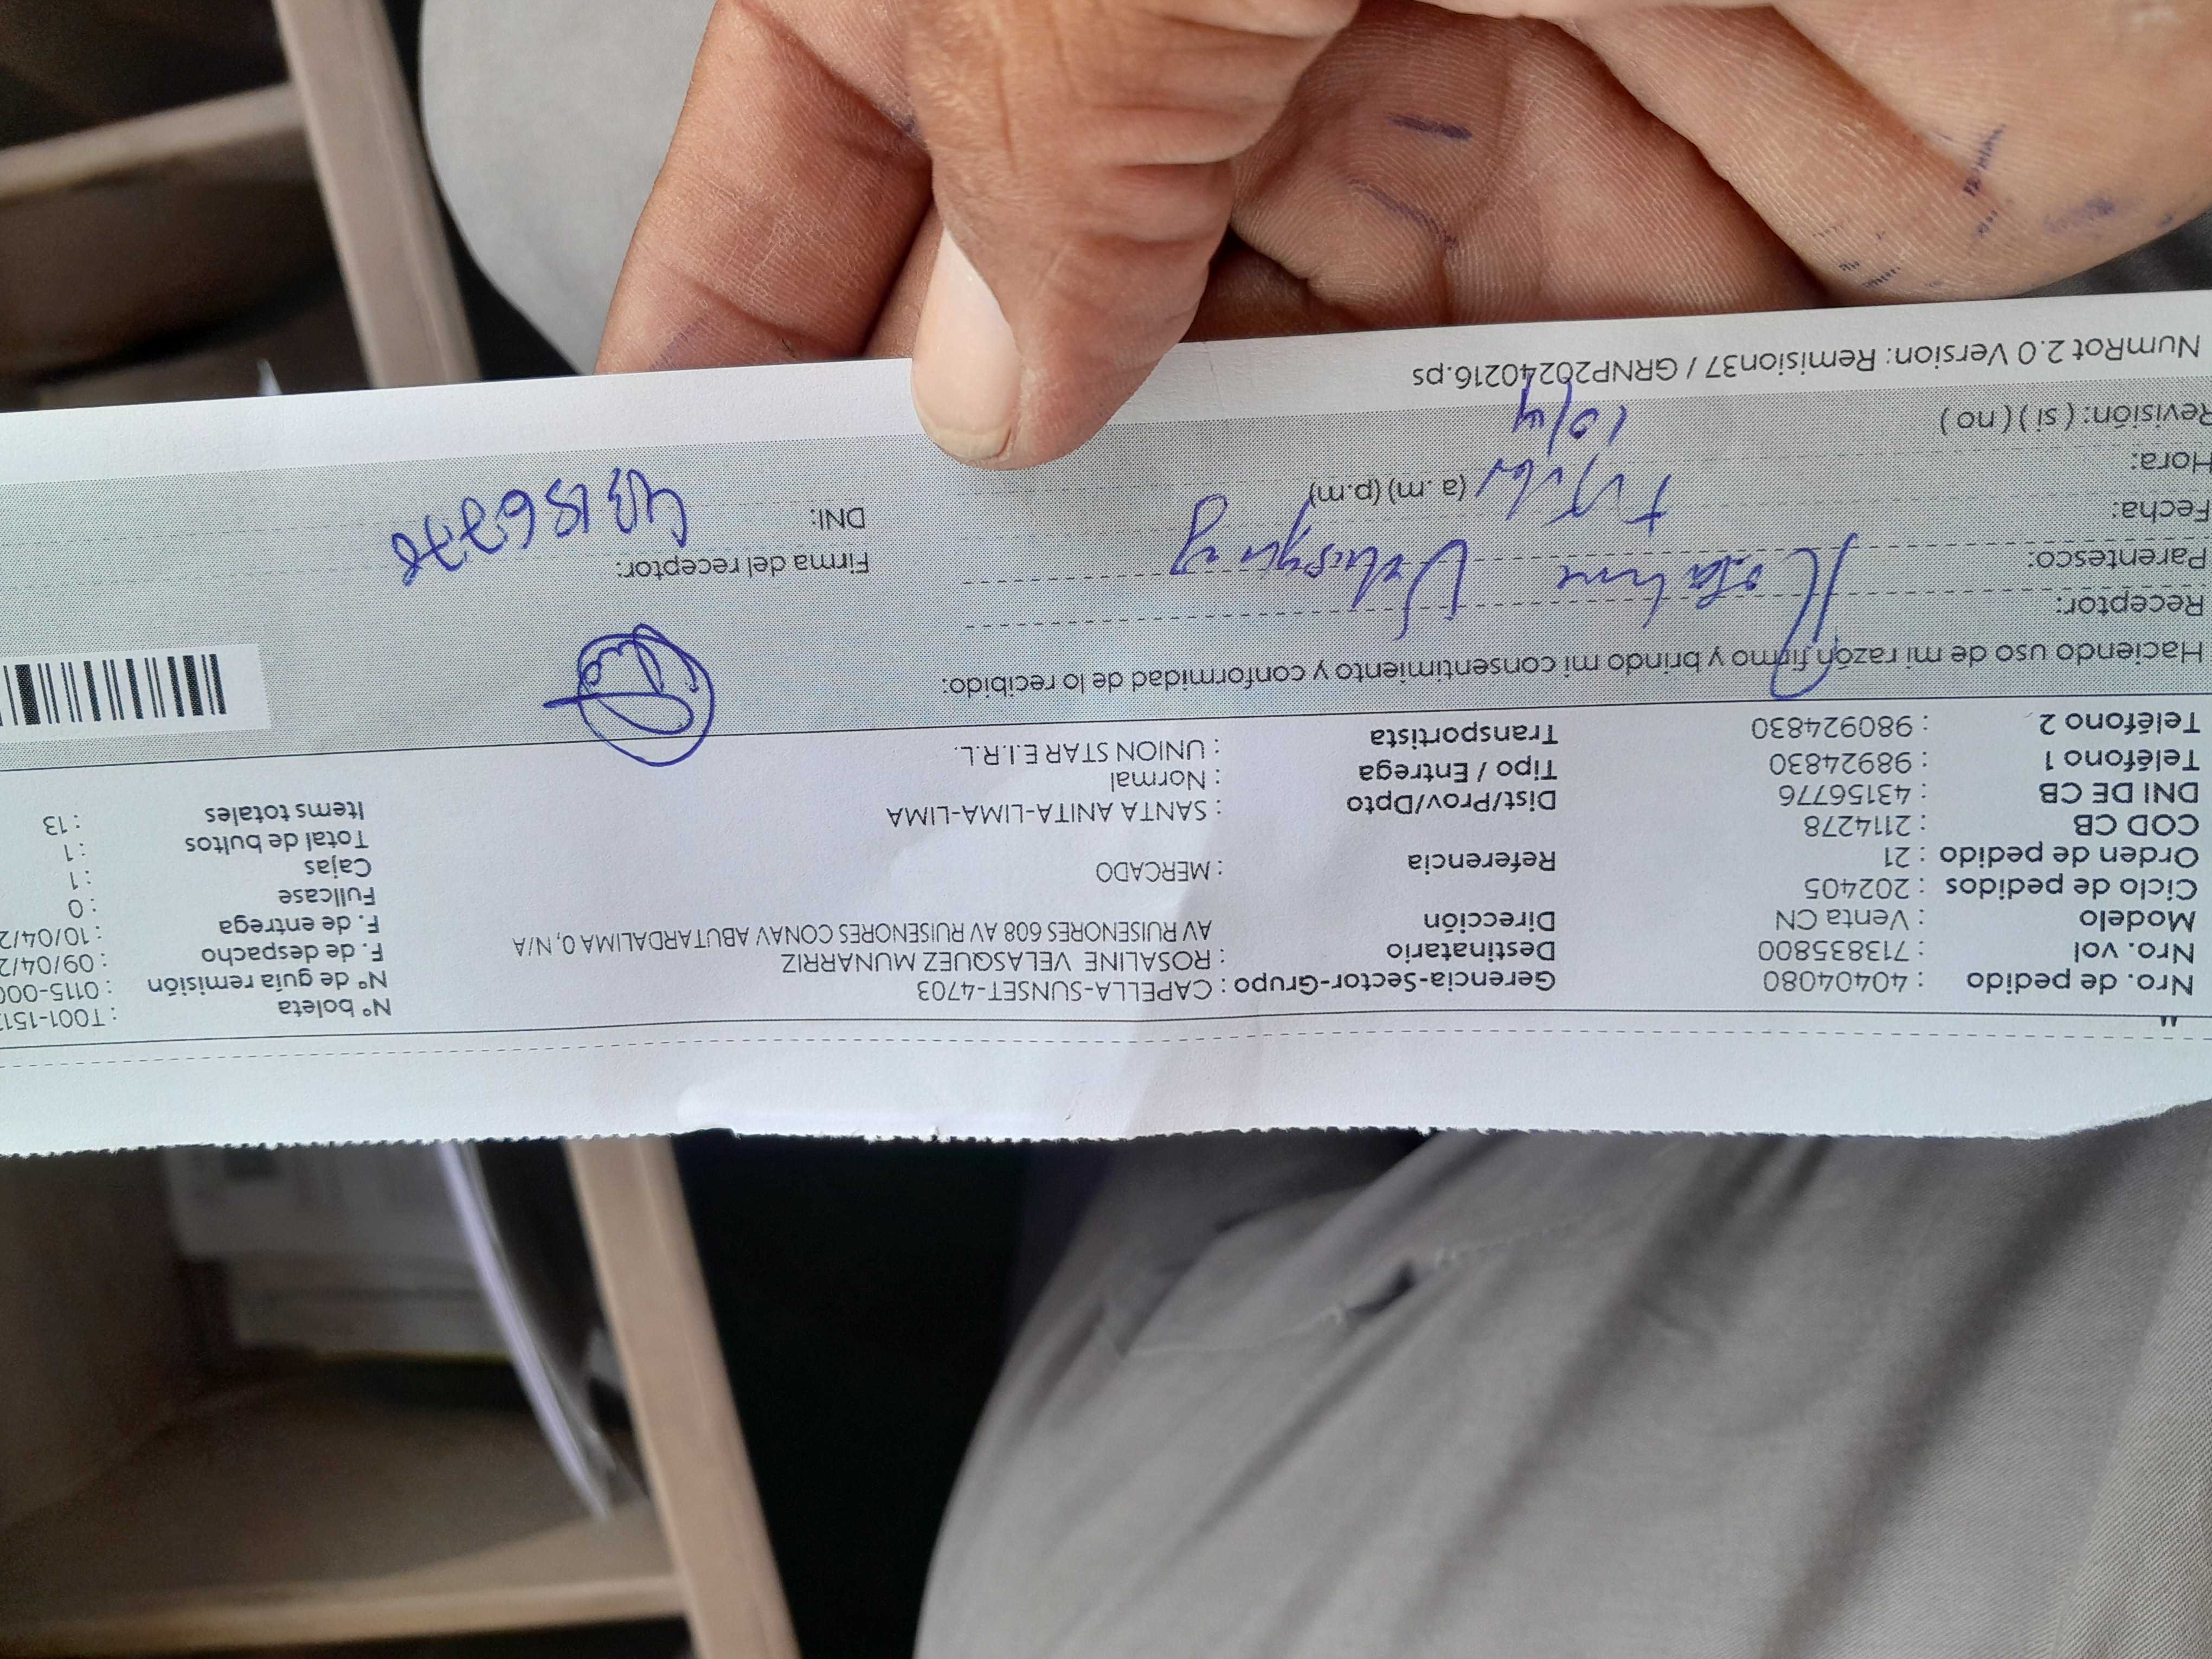 Nro. de pedido : 40404080 Gerencia-Sector-Grupo : CAPELLA-SUNSET-4703 N° boleta : T001-151
Nro. vol : 713835800 Destinatario : ROSALINE VELASQUEZ MUNARRIZ N° de guía remisión : 0115-000
Modelo : Venta CN Dirección AV RUISENORES 608 AV RUISENORES CONAV ABUTARDALIMA 0, N/A F. de despacho : 09/04/2
Ciclo de pedidos : 202405 F. de entrega : 10/04/2
Orden de pedido : 21 Referencia : MERCADO Fullcase : 0
COD CB : 2114278 Cajas : 1
DNI DE CB : 43156776 Dist/Prov/Dpto : SANTA ANITA-LIMA-LIMA Total de bultos : 1
Teléfono 1 : 98924830 Tipo / Entrega : Normal Items totales : 13
Teléfono 2 : 980924830 Transportista : UNION STAR E.I.R.L.
Haciendo uso de mi razón firmo y brindo mi consentimiento y conformidad de lo recibido:
Receptor: Rosaline Velasquez
Parentesco: Firma del receptor:
Fecha: DNI: 43156776
Hora: (a. m) (p.m)
Revisión: ( si ) ( no ) 10/4
NumRot 2.0 Version: Remision37 / GRNP20240216.ps